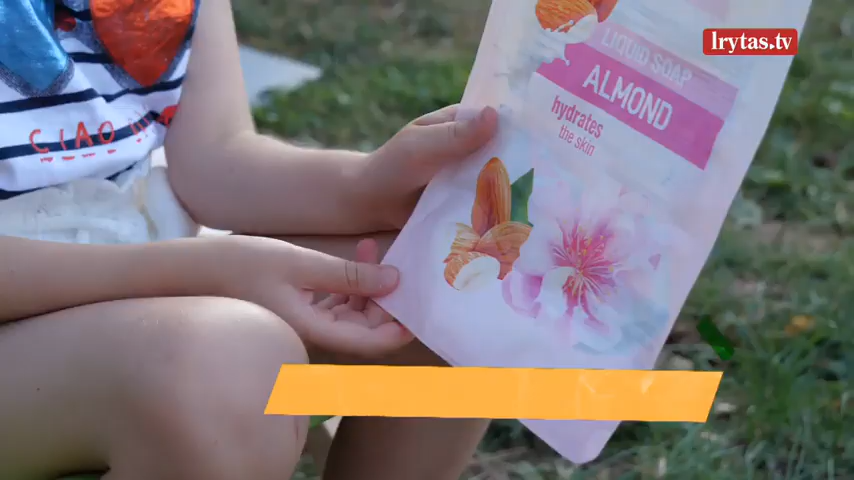 lrytas.tv
LIQUID SOAP
ALMOND
hydrates
the skin
CIAO